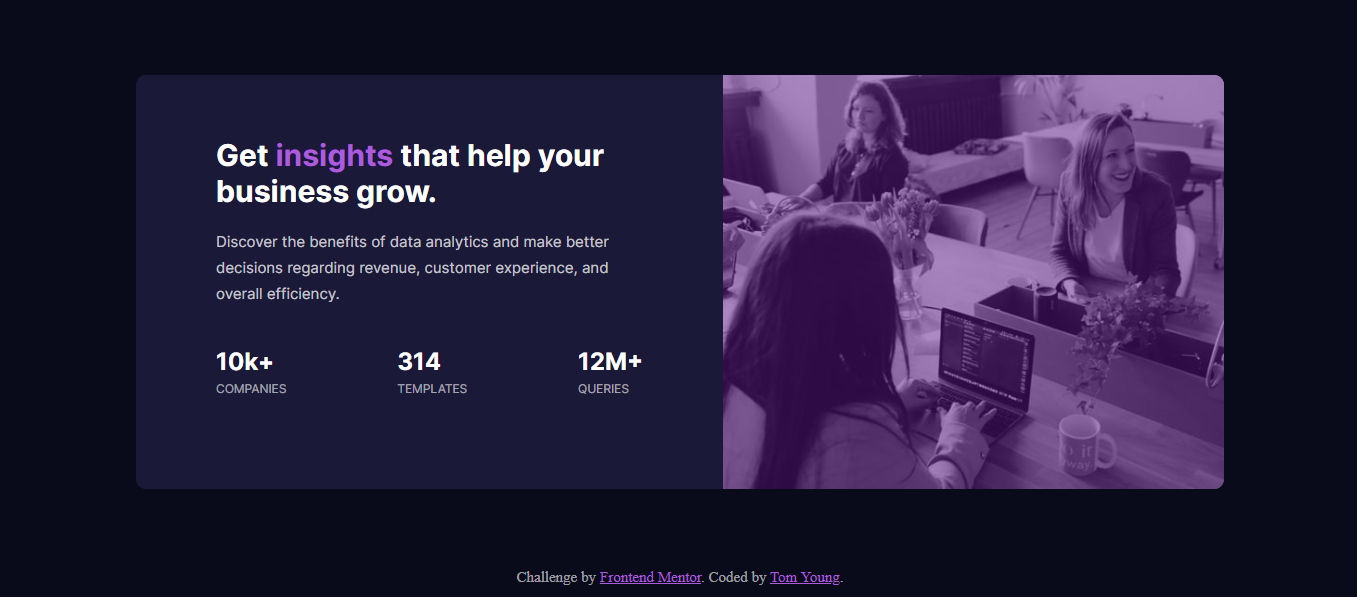 Get insights that help your
business grow.
Discover the benefits of data analytics and make better
decisions regarding revenue, customer experience, and
overall efficiency.
10k+ 314 12M+
COMPANIES TEMPLATES QUERIES
Challenge by Frontend Mentor. Coded by Tom Young.